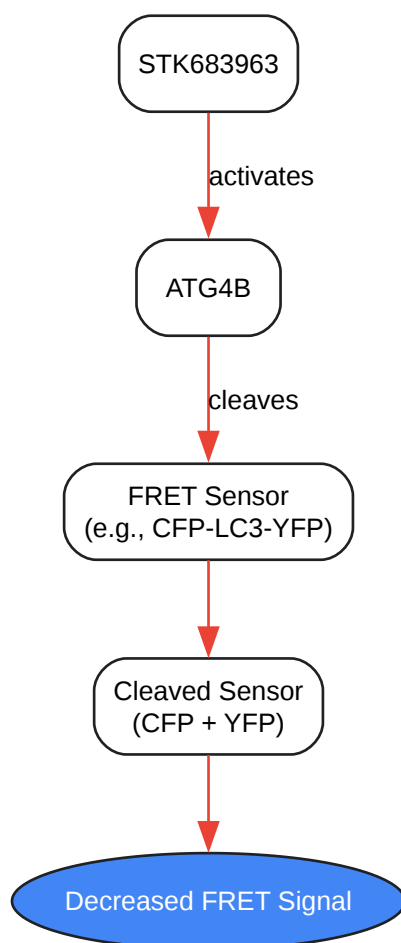 STK683963
activates
ATG4B
cleaves
FRET Sensor
(e.g., CFP-LC3-YFP)
Cleaved Sensor
(CFP + YFP)
Decreased FRET Signal